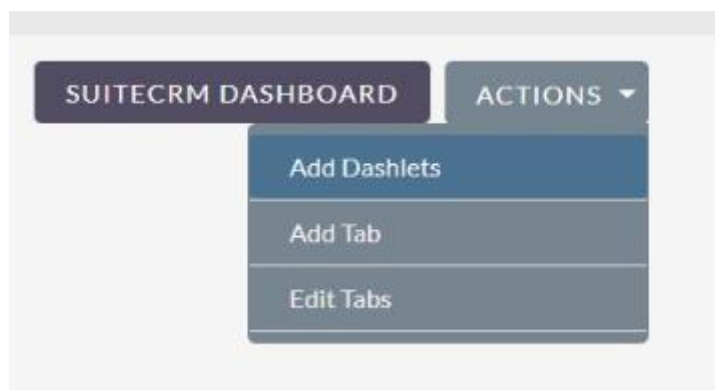 SUITECRM DASHBOARD ACTIONS
Add Dashlets
Add Tab
Edit Tabs